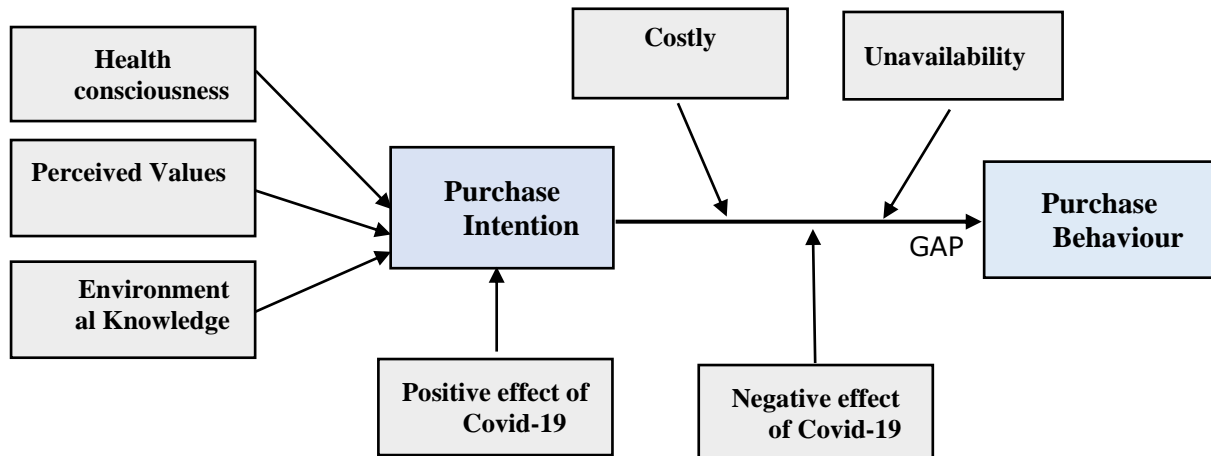 Health
consciousness
Perceived Values
Environment
al Knowledge
Costly
Unavailability
Purchase
Intention
GAP
Purchase
Behaviour
Positive effect of
Covid-19
Negative effect
of Covid-19